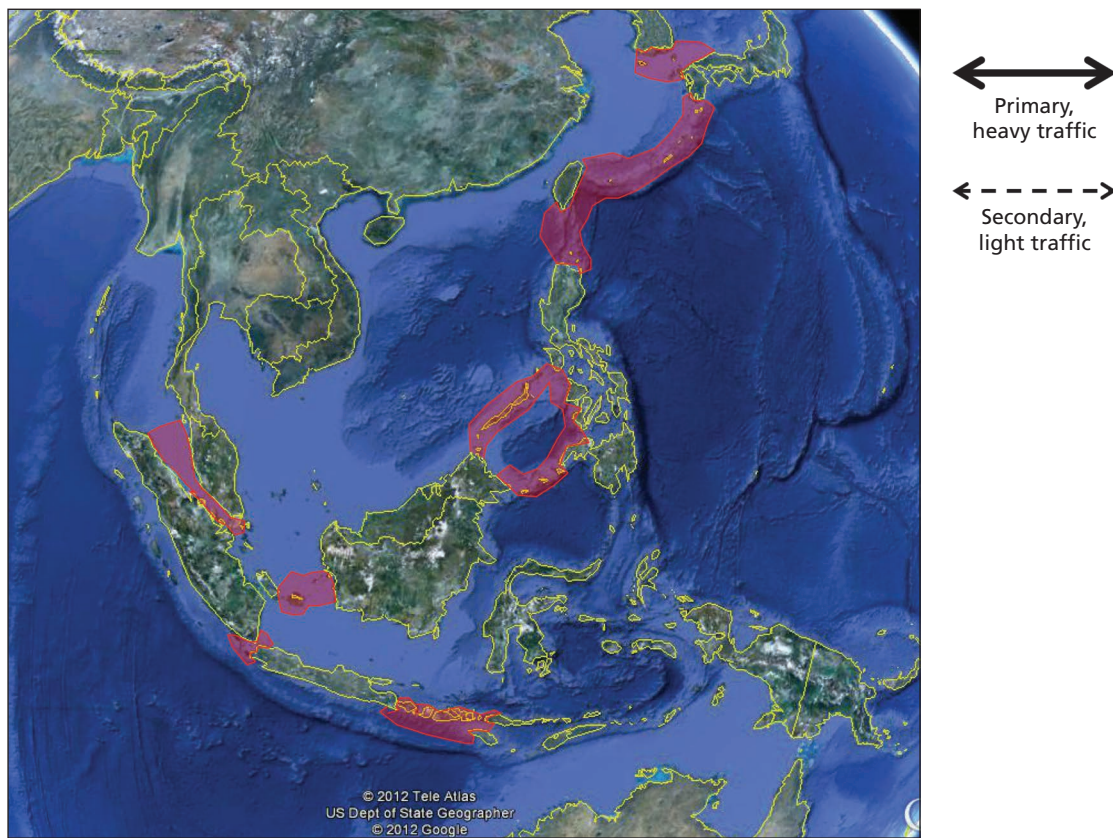 Primary,
heavy traffic
Secondary,
light traffic
© 2012 Tele Atlas
US Dept of State Geographer
© 2012 Google